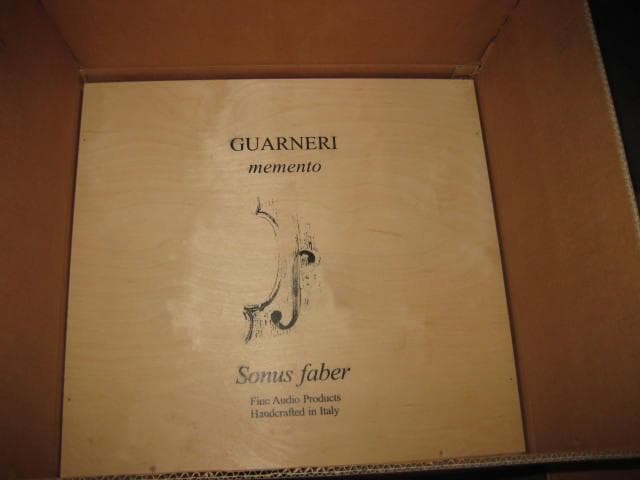 GUARNERI
memento
Sonus faber
Fine Audio Products
Handcrafted in Italy